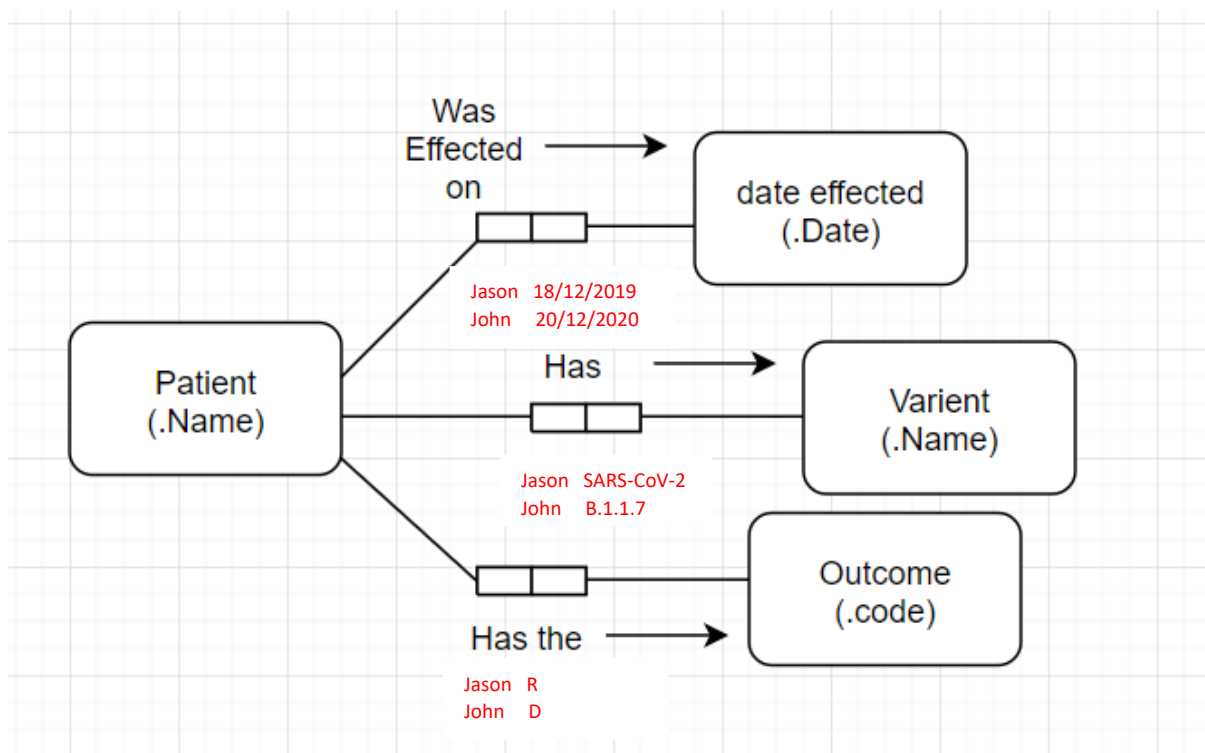 Was
Effected
on
date effected
(.Date)
Jason 18/12/2019
John 20/12/2020
Patient
(.Name)
Has
Varient
(.Name)
Jason SARS-CoV-2
John B.1.1.7
Outcome
(.code)
Has the
Jason R
John D